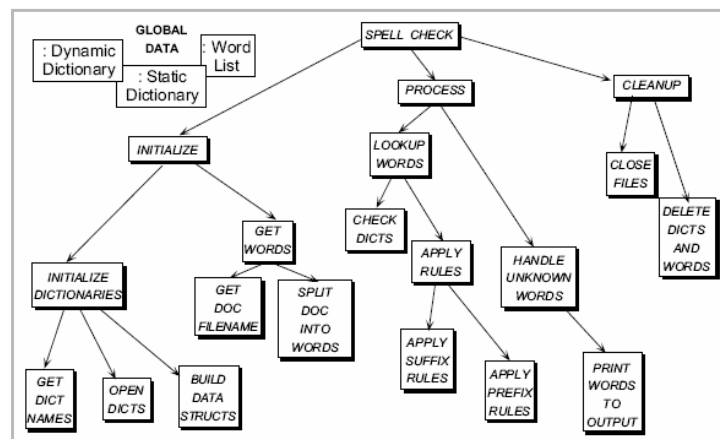 GLOBAL
DATA
: Dynamic
Dictionary
: Word
List
: Static
Dictionary
SPELL CHECK
INITIALIZE
PROCESS
CLEANUP
LOOKUP
WORDS
CLOSE
FILES
DELETE
DICTS
AND
WORDS
GET
WORDS
CHECK
DICTS
APPLY
RULES
HANDLE
UNKNOWN
WORDS
INITIALIZE
DICTIONARIES
GET
DOC
FILENAME
SPLIT
DOC
INTO
WORDS
APPLY
SUFFIX
RULES
APPLY
PREFIX
RULES
PRINT
WORDS
TO
OUTPUT
GET
DICT
NAMES
OPEN
DICTS
BUILD
DATA
STRUCTS